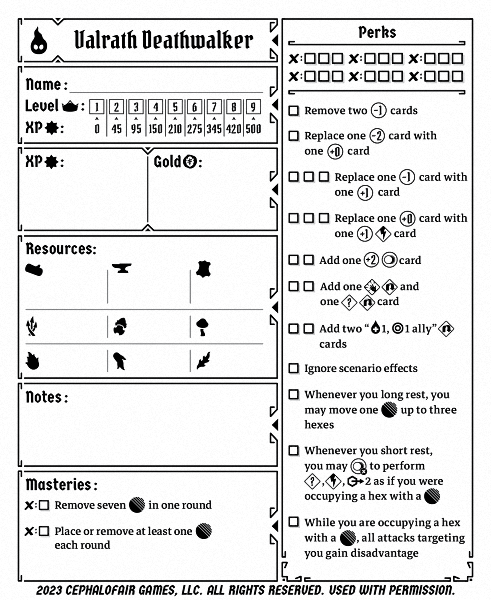 Valrath Deathwalker
Name:
Level : 1 2 3 4 5 6 7 8 9
XP : 0 45 95 150 210 275 345 420 500
XP : Gold :
Resources:
Notes:
Masteries:
x: Remove seven in one round
x: Place or remove at least one
each round
Perks
x: x: x:
x: x: x:
Remove two -1 cards
Replace one -2 card with
one +0 card
Replace one -1 card with
one +1 card
Replace one +0 card with
one +1 card
Add one +2 card
Add one and
one ? card
Add two “ 1, 1 ally”
cards
Ignore scenario effects
Whenever you long rest, you
may move one up to three
hexes
Whenever you short rest,
you may to perform
?, , 2 as if you were
occupying a hex with a
While you are occupying a hex
with a , all attacks targeting
you gain disadvantage
2023 CEPHALOFAIR GAMES, LLC. ALL RIGHTS RESERVED. USED WITH PERMISSION.